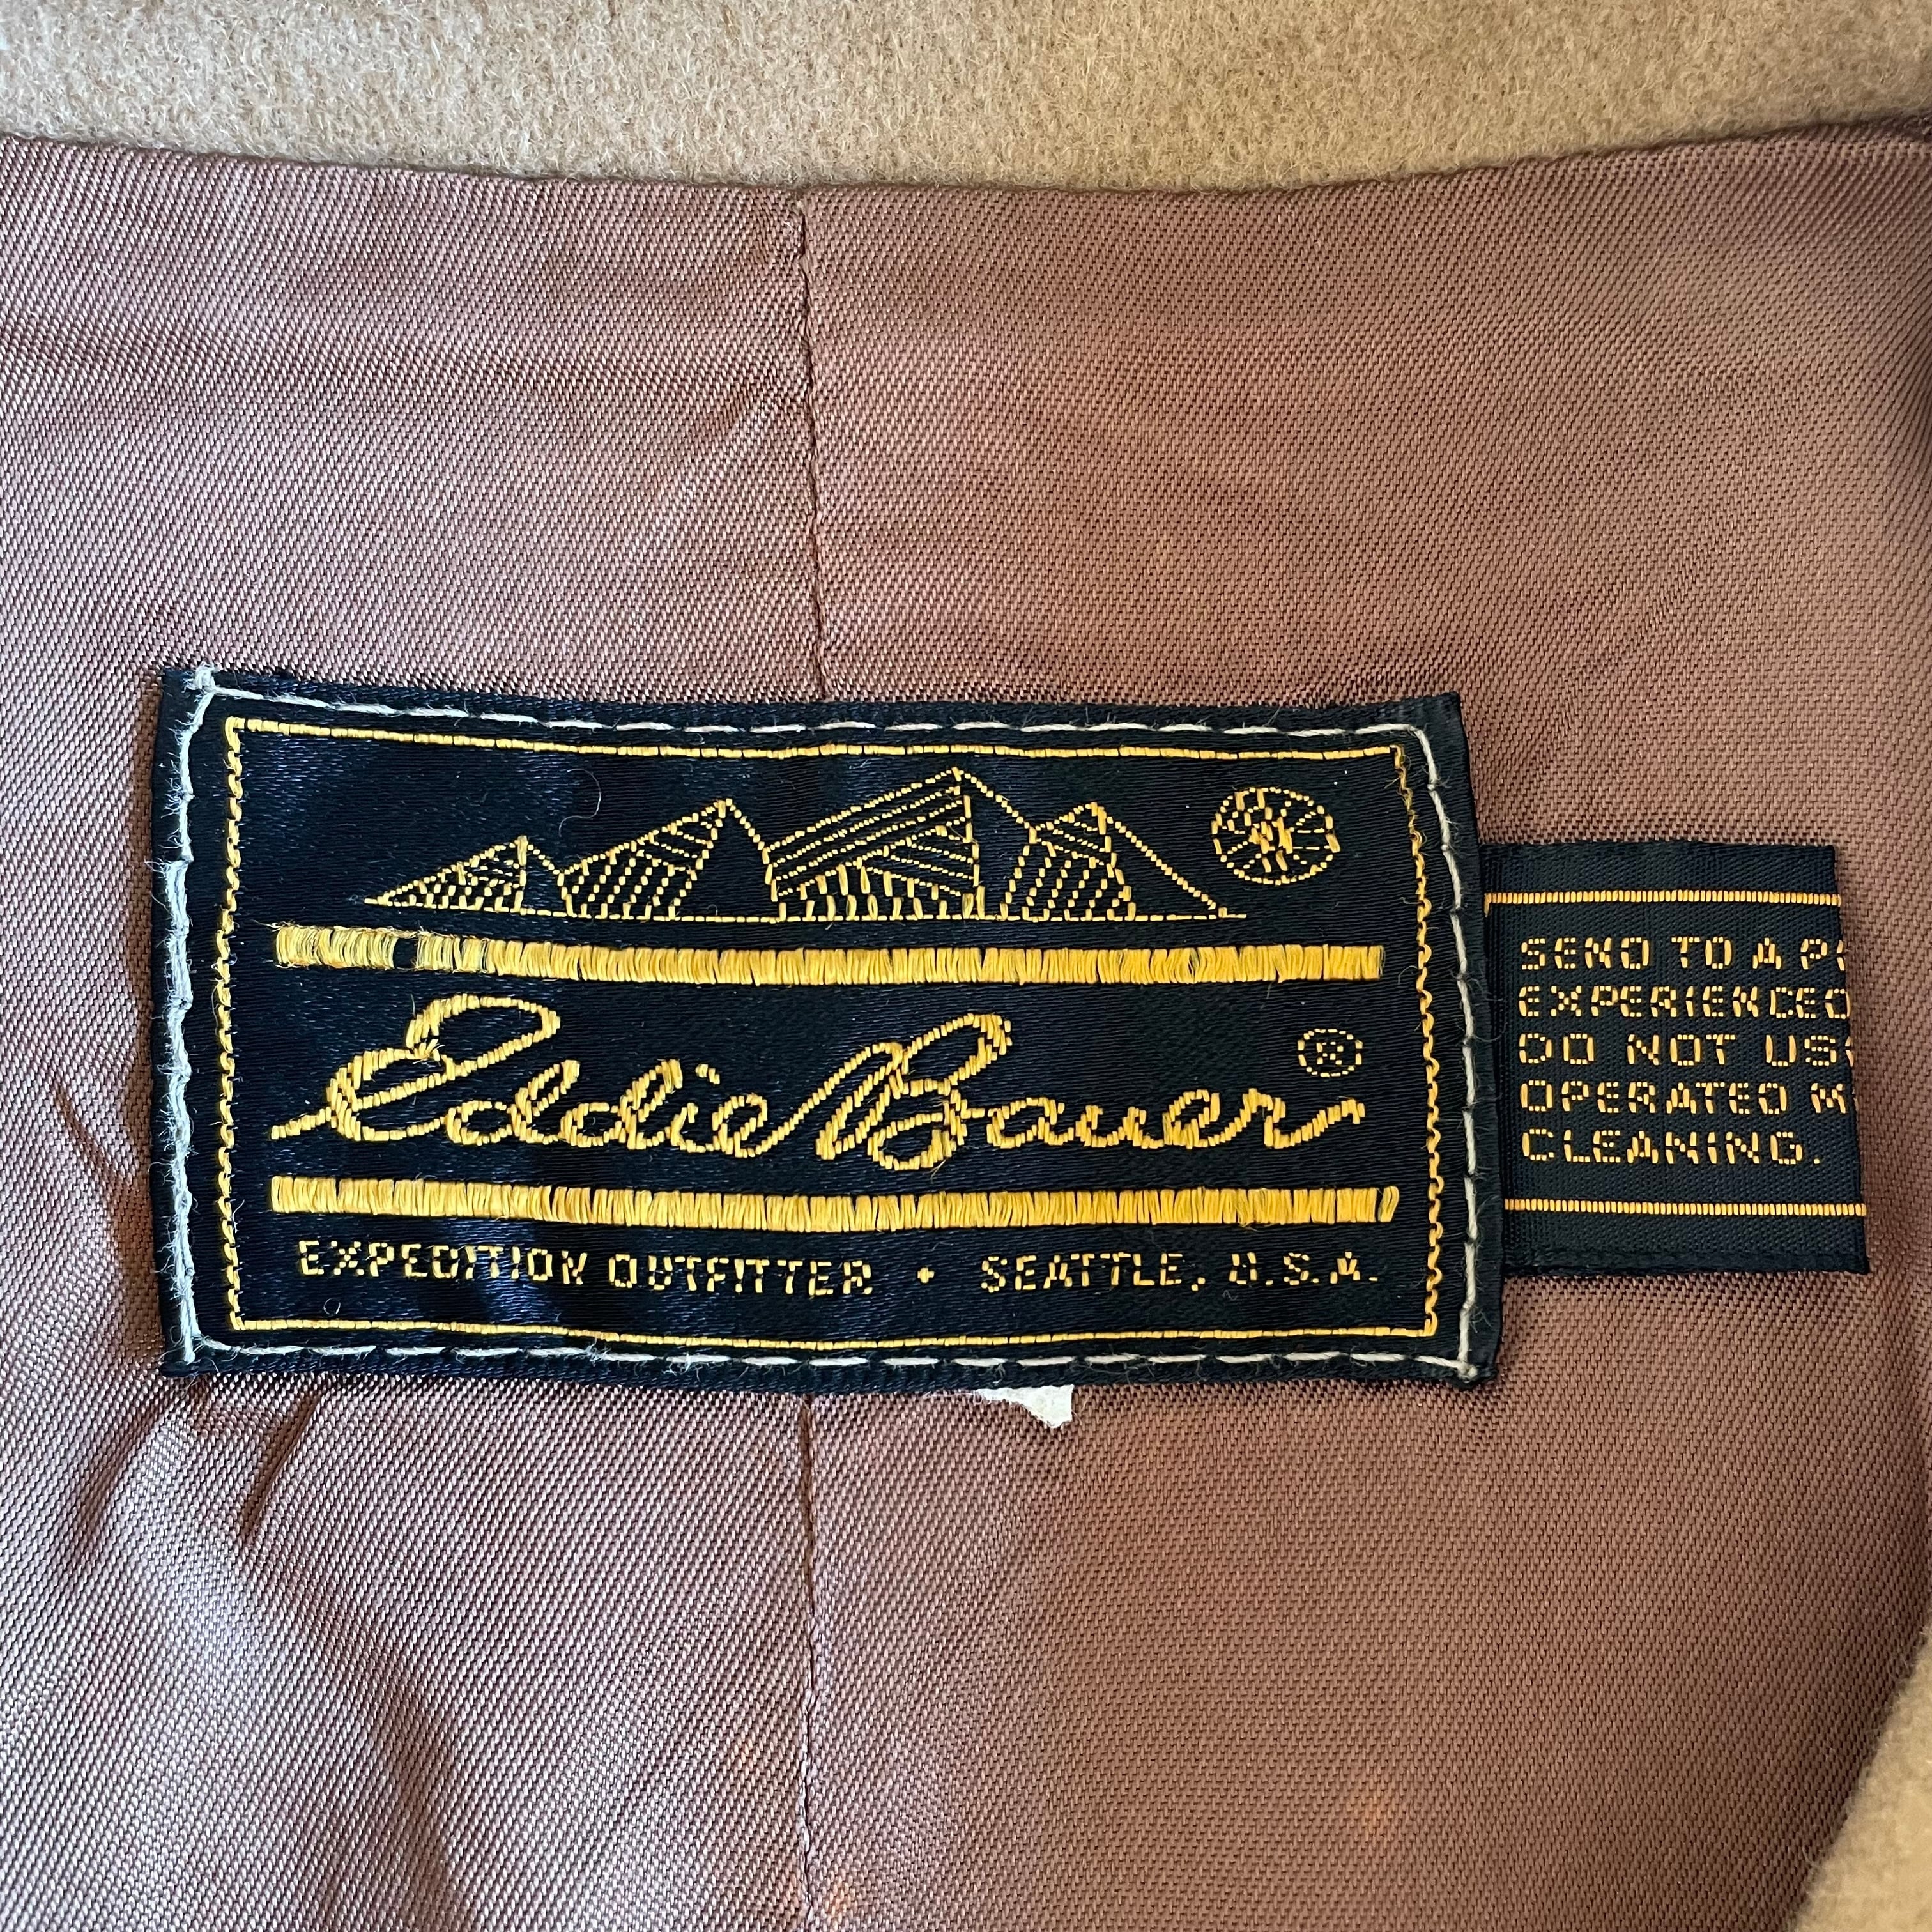 Eddie Bauer ®
EXPEDITION OUTFITTER • SEATTLE, U.S.A.
SEND TO A
EXPERIENCED
DO NOT
OPERATED
CLEANING.